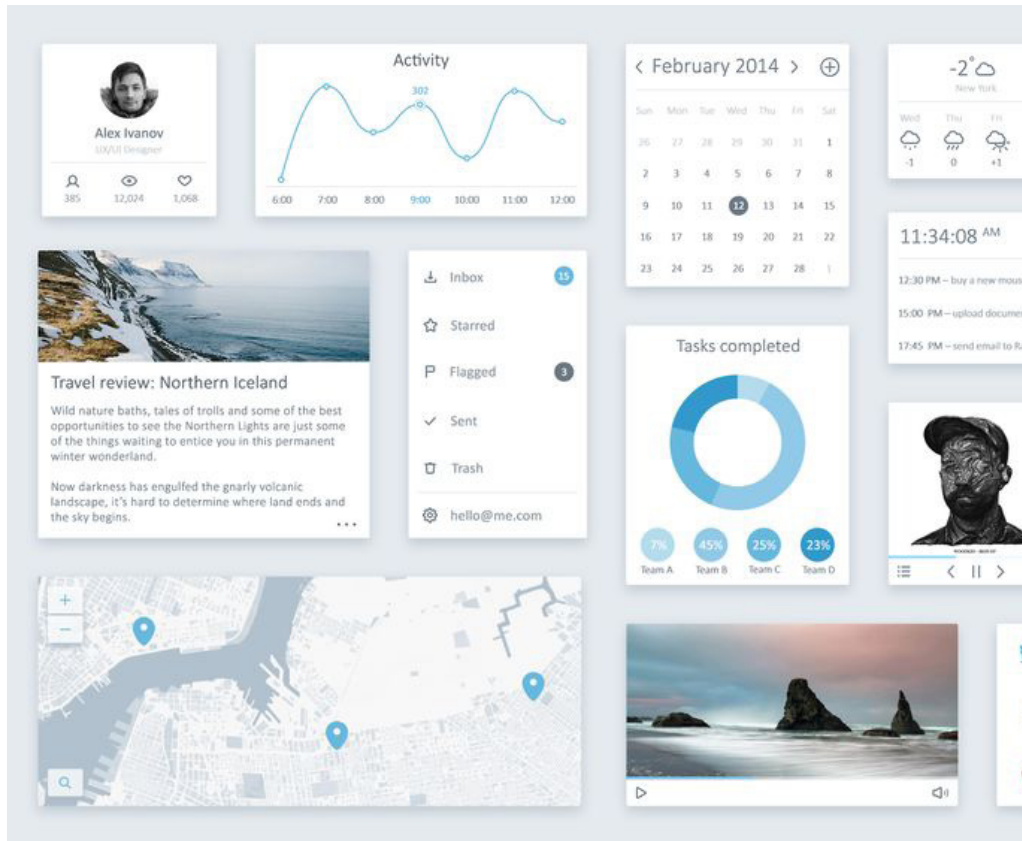 Alex Ivanov
UX/UI Designer
385 12,024 1,068
Activity
302
6:00 7:00 8:00 9:00 10:00 11:00 12:00
< February 2014 >
Sun Mon Tue Wed Thu Fri Sat
26 27 28 29 30 31 1
2 3 4 5 6 7 8
9 10 11 12 13 14 15
16 17 18 19 20 21 22
23 24 25 26 27 28 1
-2°
New York
Wed Thu Fri
-1 0 +1
11:34:08 AM
12:30 PM – buy a new mous
15:00 PM – upload docume
17:45 PM – send email to Ra
Travel review: Northern Iceland
Wild nature baths, tales of trolls and some of the best
opportunities to see the Northern Lights are just some
of the things waiting to entice you in this permanent
winter wonderland.
Now darkness has engulfed the gnarly volcanic
landscape, it's hard to determine where land ends and
the sky begins.
Inbox 15
Starred
Flagged 3
Sent
Trash
hello@me.com
Tasks completed
7% 45% 25% 23%
Team A Team B Team C Team D